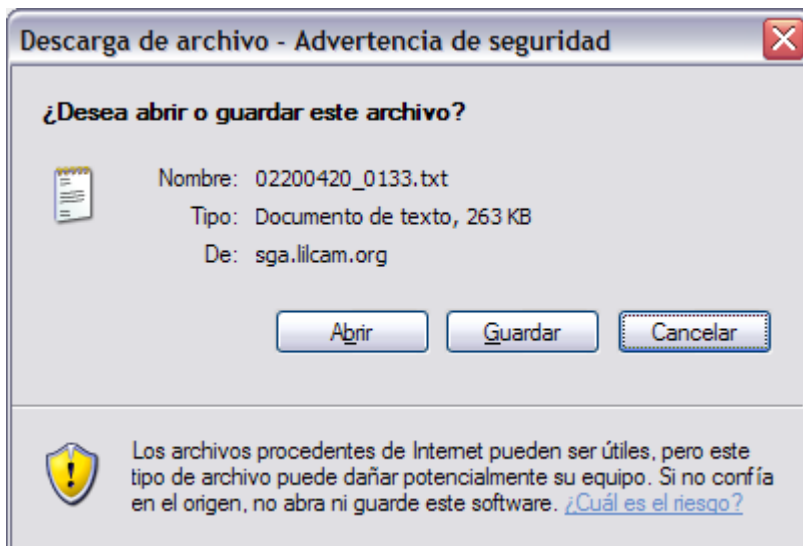 Descarga de archivo - Advertencia de seguridad
¿Desea abrir o guardar este archivo?
Nombre: 02200420_0133.txt
Tipo: Documento de texto, 263 KB
De: sga.lilcam.org
Abrir Guardar Cancelar
Los archivos procedentes de Internet pueden ser útiles, pero este
tipo de archivo puede dañar potencialmente su equipo. Si no confía
en el origen, no abra ni guarde este software. ¿Cuál es el riesgo?